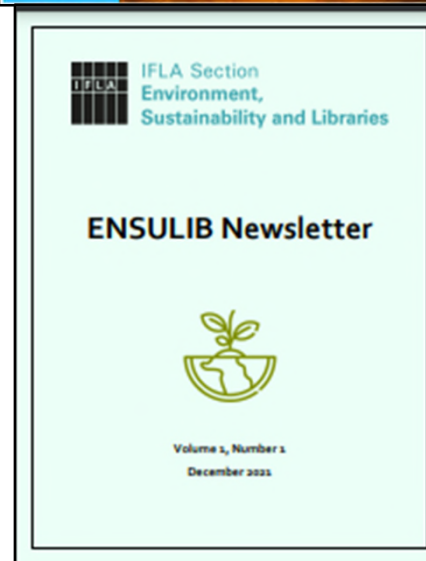 IFLA
IFLA Section
Environment,
Sustainability and Libraries
ENSULIB Newsletter
Volume 1, Number 1
December 2021